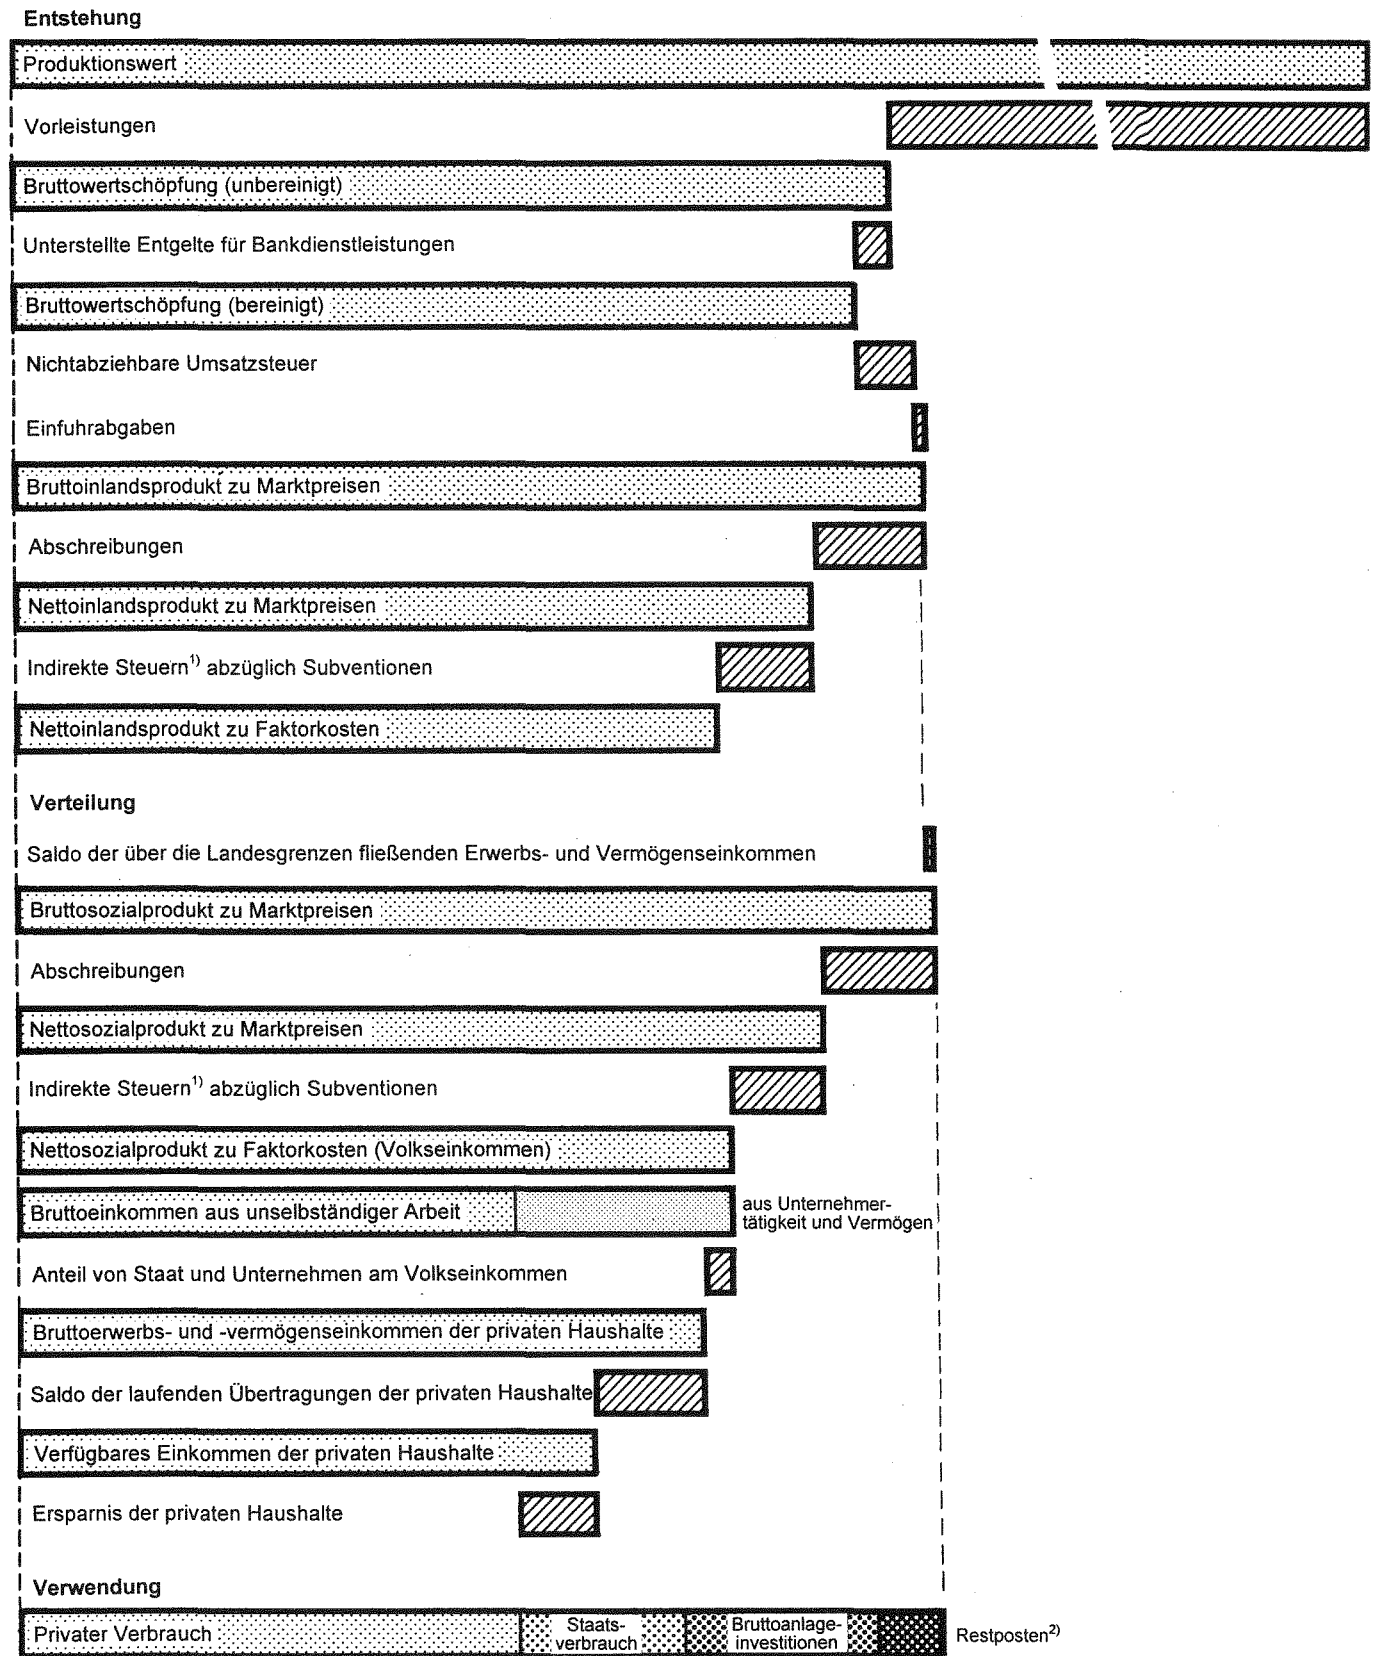 Entstehung
Produktionswert
Vorleistungen
Bruttowertschöpfung (unbereinigt)
Unterstellte Entgelte für Bankdienstleistungen
Bruttowertschöpfung (bereinigt)
Nichtabziehbare Umsatzsteuer
Einfuhrabgaben
Bruttoinlandsprodukt zu Marktpreisen
Abschreibungen
Nettoinlandsprodukt zu Marktpreisen
Indirekte Steuern1) abzüglich Subventionen
Nettoinlandsprodukt zu Faktorkosten
Verteilung
Saldo der über die Landesgrenzen fließenden Erwerbs- und Vermögenseinkommen
Bruttosozialprodukt zu Marktpreisen
Abschreibungen
Nettosozialprodukt zu Marktpreisen
Indirekte Steuern1) abzüglich Subventionen
Nettosozialprodukt zu Faktorkosten (Volkseinkommen)
Bruttoeinkommen aus unselbständiger Arbeit
aus Unternehmer-
tätigkeit und Vermögen
Anteil von Staat und Unternehmen am Volkseinkommen
Bruttoerwerbs- und -vermögenseinkommen der privaten Haushalte
Saldo der laufenden Übertragungen der privaten Haushalte
Verfügbares Einkommen der privaten Haushalte
Ersparnis der privaten Haushalte
Verwendung
Privater Verbrauch
Staats-
verbrauch
Bruttoanlage-
investitionen
Restposten2)